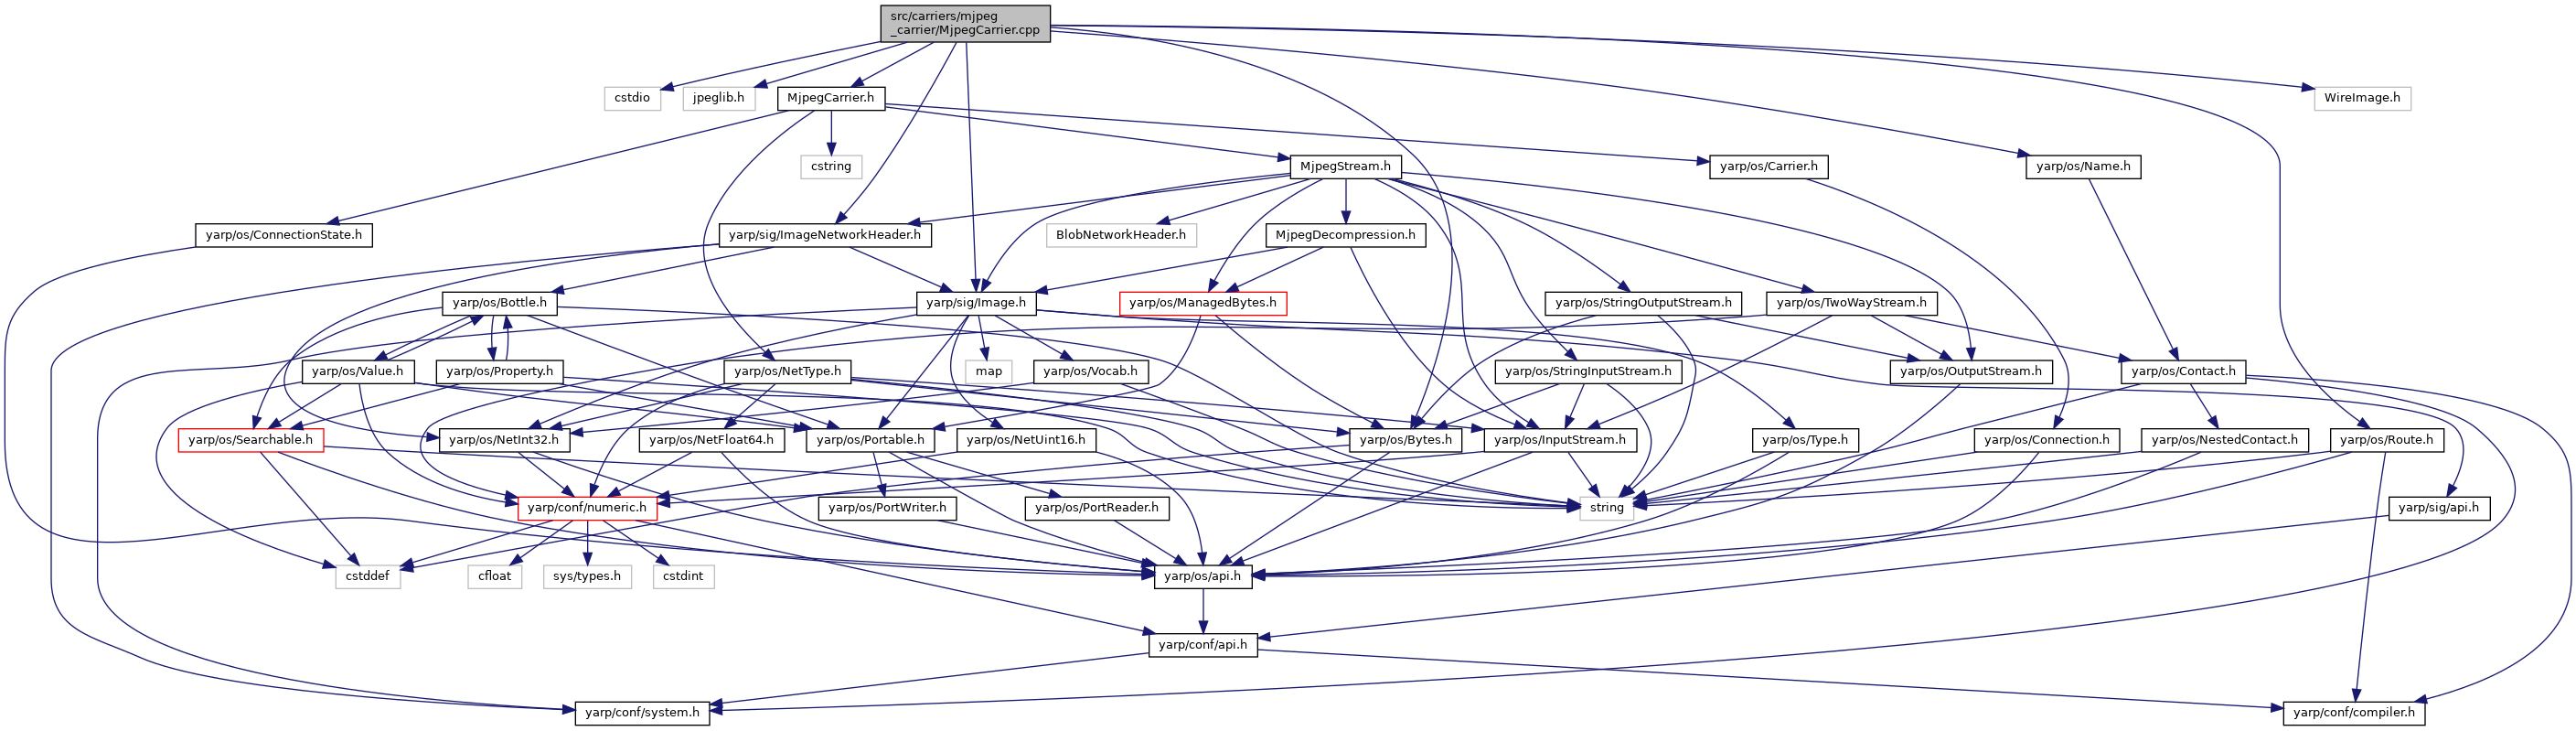 src/carriers/mjpeg
_carrier/MjpegCarrier.cpp
cstdio
jpeglib.h
MjpegCarrier.h
WireImage.h
cstring
MjpegStream.h
yarp/os/Carrier.h
yarp/os/Name.h
yarp/os/ConnectionState.h
yarp/sig/ImageNetworkHeader.h
BlobNetworkHeader.h
MjpegDecompression.h
yarp/os/Bottle.h
yarp/sig/Image.h
yarp/os/ManagedBytes.h
yarp/os/StringOutputStream.h
yarp/os/TwoWayStream.h
yarp/os/Value.h
yarp/os/Property.h
yarp/os/NetType.h
map
yarp/os/Vocab.h
yarp/os/StringInputStream.h
yarp/os/OutputStream.h
yarp/os/Contact.h
yarp/os/Searchable.h
yarp/os/NetInt32.h
yarp/os/NetFloat64.h
yarp/os/Portable.h
yarp/os/NetUint16.h
yarp/os/Bytes.h
yarp/os/InputStream.h
yarp/os/Type.h
yarp/os/Connection.h
yarp/os/NestedContact.h
yarp/os/Route.h
yarp/conf/numeric.h
yarp/os/PortWriter.h
yarp/os/PortReader.h
string
yarp/sig/api.h
cstddef
cfloat
sys/types.h
cstdint
yarp/os/api.h
yarp/conf/api.h
yarp/conf/system.h
yarp/conf/compiler.h